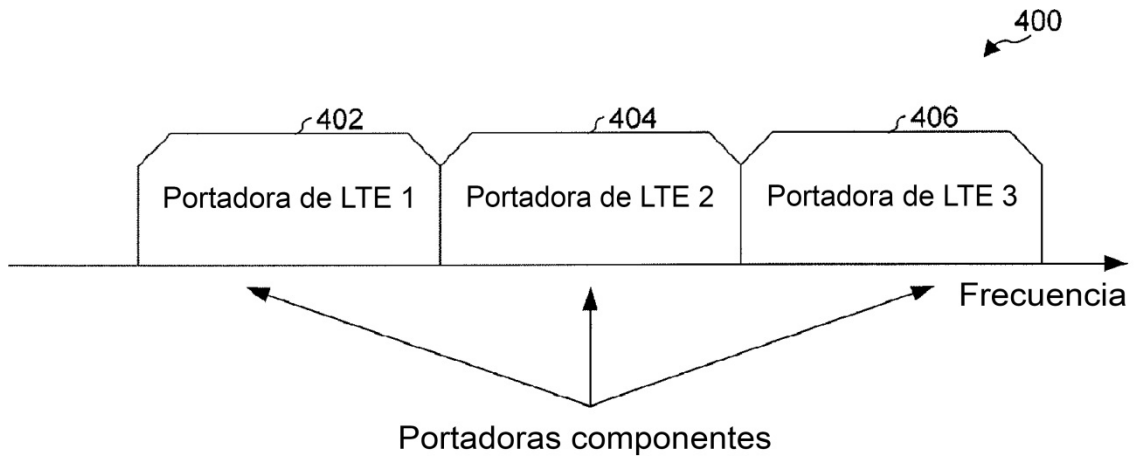 400
402
404
406
Portadora de LTE 1
Portadora de LTE 2
Portadora de LTE 3
Frecuencia
Portadoras componentes